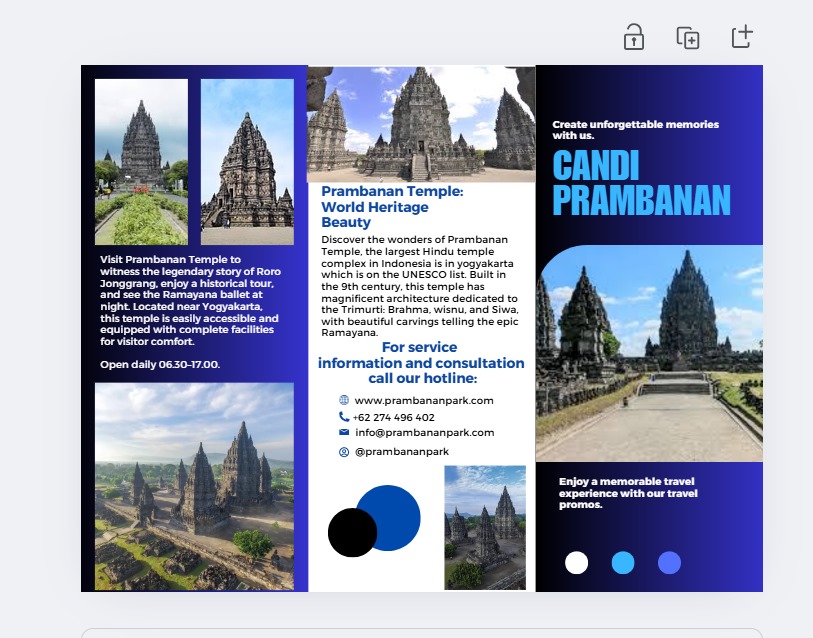 Visit Prambanan Temple to
witness the legendary story of Roro
Jonggrang, enjoy a historical tour,
and see the Ramayana ballet at
night. Located near Yogyakarta,
this temple is easily accessible and
equipped with complete facilities
for visitor comfort.
Open daily 06.30–17.00.
Prambanan Temple:
World Heritage
Beauty
Discover the wonders of Prambanan
Temple, the largest Hindu temple
complex in Indonesia is in yogyakarta
which is on the UNESCO list. Built in
the 9th century, this temple has
magnificent architecture dedicated to
the Trimurti: Brahma, wisnu, and Siwa,
with beautiful carvings telling the epic
Ramayana.
For service
information and consultation
call our hotline:
www.prambananpark.com
+62 274 496 402
info@prambananpark.com
@prambananpark
Create unforgettable memories
with us.
CANDI
PRAMBANAN
Enjoy a memorable travel
experience with our travel
promos.